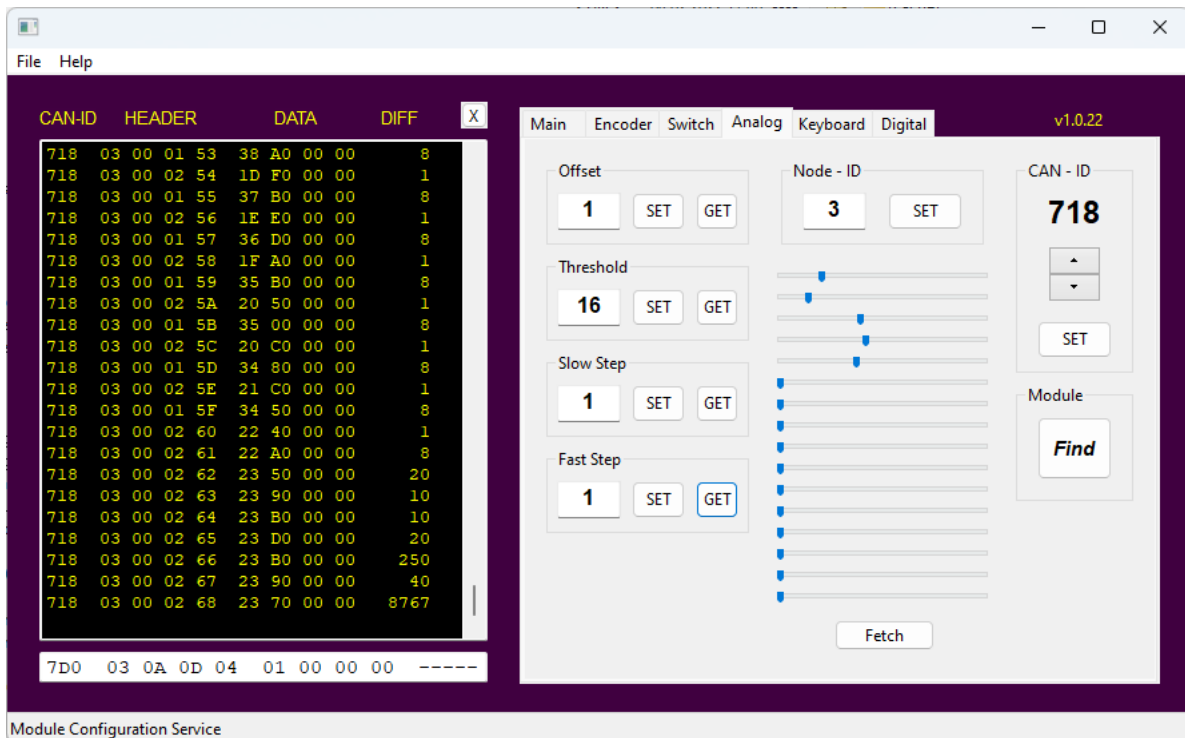 File Help
CAN-ID HEADER DATA DIFF X
718 03 00 01 53 38 A0 00 00 8
718 03 00 02 54 1D F0 00 00 1
718 03 00 01 55 37 B0 00 00 8
718 03 00 02 56 1E E0 00 00 1
718 03 00 01 57 36 D0 00 00 8
718 03 00 02 58 1F A0 00 00 1
718 03 00 01 59 35 B0 00 00 8
718 03 00 02 5A 20 50 00 00 1
718 03 00 01 5B 35 00 00 00 8
718 03 00 02 5C 20 C0 00 00 1
718 03 00 01 5D 34 80 00 00 8
718 03 00 02 5E 21 C0 00 00 1
718 03 00 01 5F 34 50 00 00 8
718 03 00 02 60 22 40 00 00 1
718 03 00 02 61 22 A0 00 00 8
718 03 00 02 62 23 50 00 00 20
718 03 00 02 63 23 90 00 00 10
718 03 00 02 64 23 B0 00 00 10
718 03 00 02 65 23 D0 00 00 20
718 03 00 02 66 23 B0 00 00 250
718 03 00 02 67 23 90 00 00 40
718 03 00 02 68 23 70 00 00 8767
7D0 03 0A 0D 04 01 00 00 00 -----
Main Encoder Switch Analog Keyboard Digital
v1.0.22
Offset
1 SET GET
Threshold
16 SET GET
Slow Step
1 SET GET
Fast Step
1 SET GET
Node - ID
3 SET
Fetch
CAN - ID
718
SET
Module
Find
Module Configuration Service